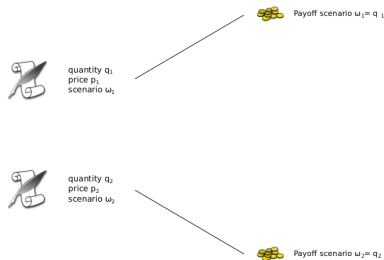 Payoff scenario ω₁= q ₁
quantity q₁
price p₁
scenario ω₁
quantity q₂
price p₂
scenario ω₂
Payoff scenario ω₂= q₂